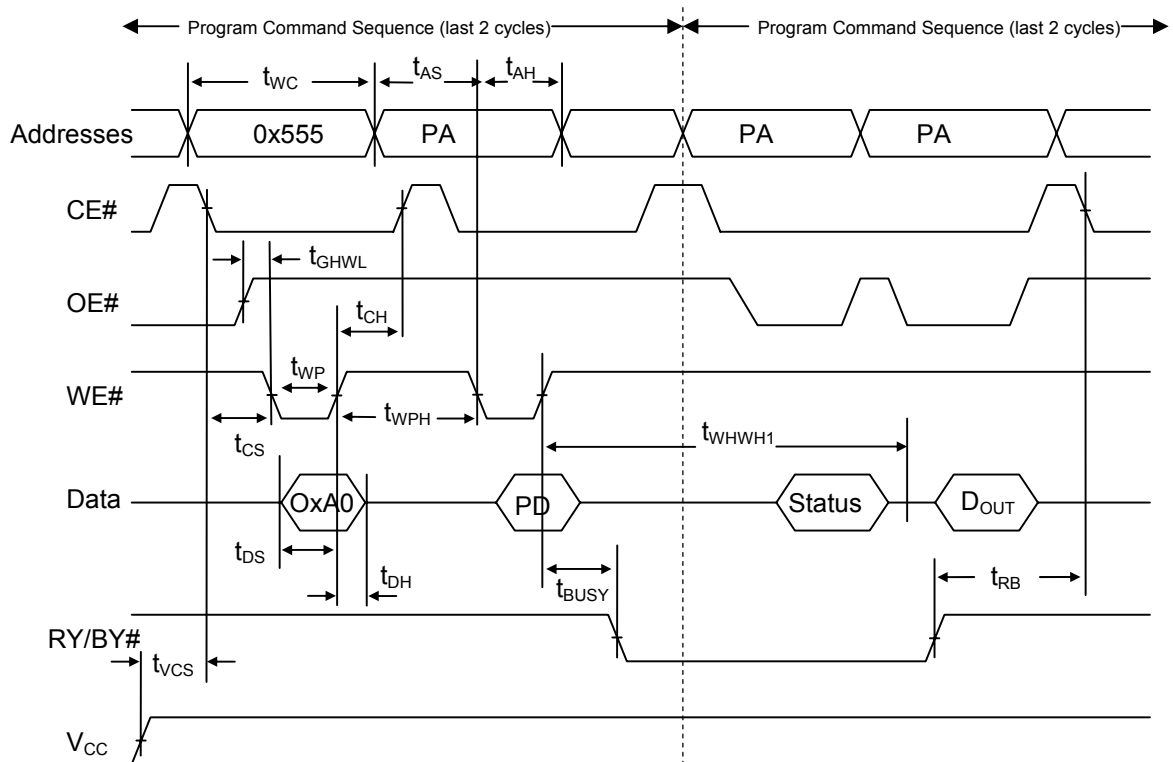 Program Command Sequence (last 2 cycles) Program Command Sequence (last 2 cycles)
tWC tAS tAH
Addresses 0x555 PA PA PA
CE#
tGHWL
OE#
tCH
tWP
WE#
tWPH
tWHWH1
tCS
Data OxA0 PD Status DOUT
tDS
tDH
tBUSY
tRB
RY/BY#
tVCS
VCC